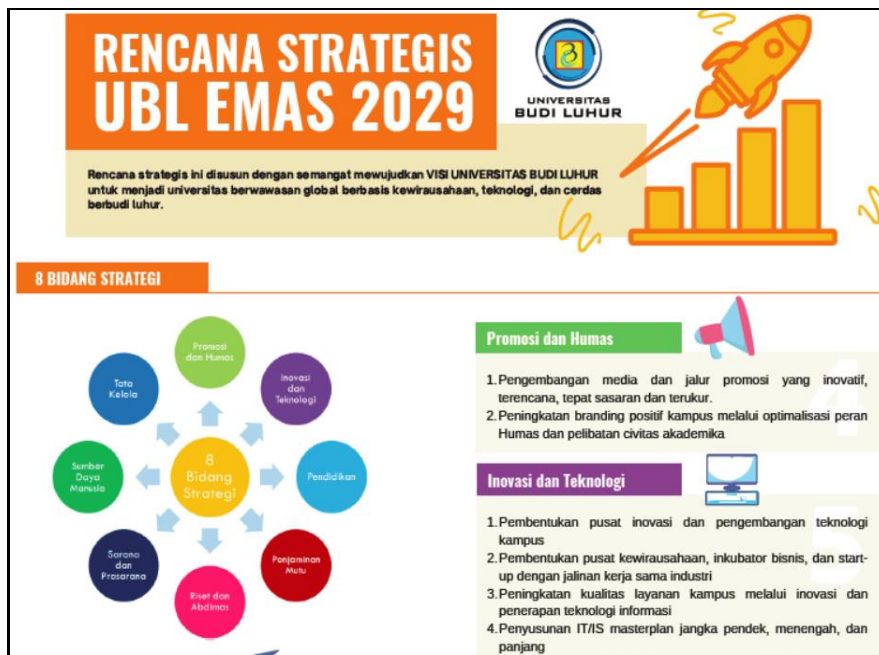 RENCANA STRATEGIS
UBL EMAS 2029
UNIVERSITAS
BUDI LUHUR
Rencana strategis ini disusun dengan semangat mewujudkan VISI UNIVERSITAS BUDI LUHUR
untuk menjadi universitas berwawasan global berbasis kewirausahaan, teknologi, dan cerdas
berbudi luhur.
8 BIDANG STRATEGI
Promosi
dan Humas
Inovasi
dan
Teknologi
Pendidikan
Penjaminan
Mutu
Riset dan
Abdimas
Sarana
dan
Prasarana
Sumber
Daya
Manusia
Tata
Kelola
8
Bidang
Strategi
Promosi dan Humas
4
1. Pengembangan media dan jalur promosi yang inovatif,
terencana, tepat sasaran dan terukur.
2. Peningkatan branding positif kampus melalui optimalisasi peran
Humas dan pelibatan civitas akademika
Inovasi dan Teknologi
5
1. Pembentukan pusat inovasi dan pengembangan teknologi
kampus
2. Pembentukan pusat kewirausahaan, inkubator bisnis, dan start-
up dengan jalinan kerja sama industri
3. Peningkatan kualitas layanan kampus melalui inovasi dan
penerapan teknologi informasi
4. Penyusunan IT/IS masterplan jangka pendek, menengah, dan
panjang